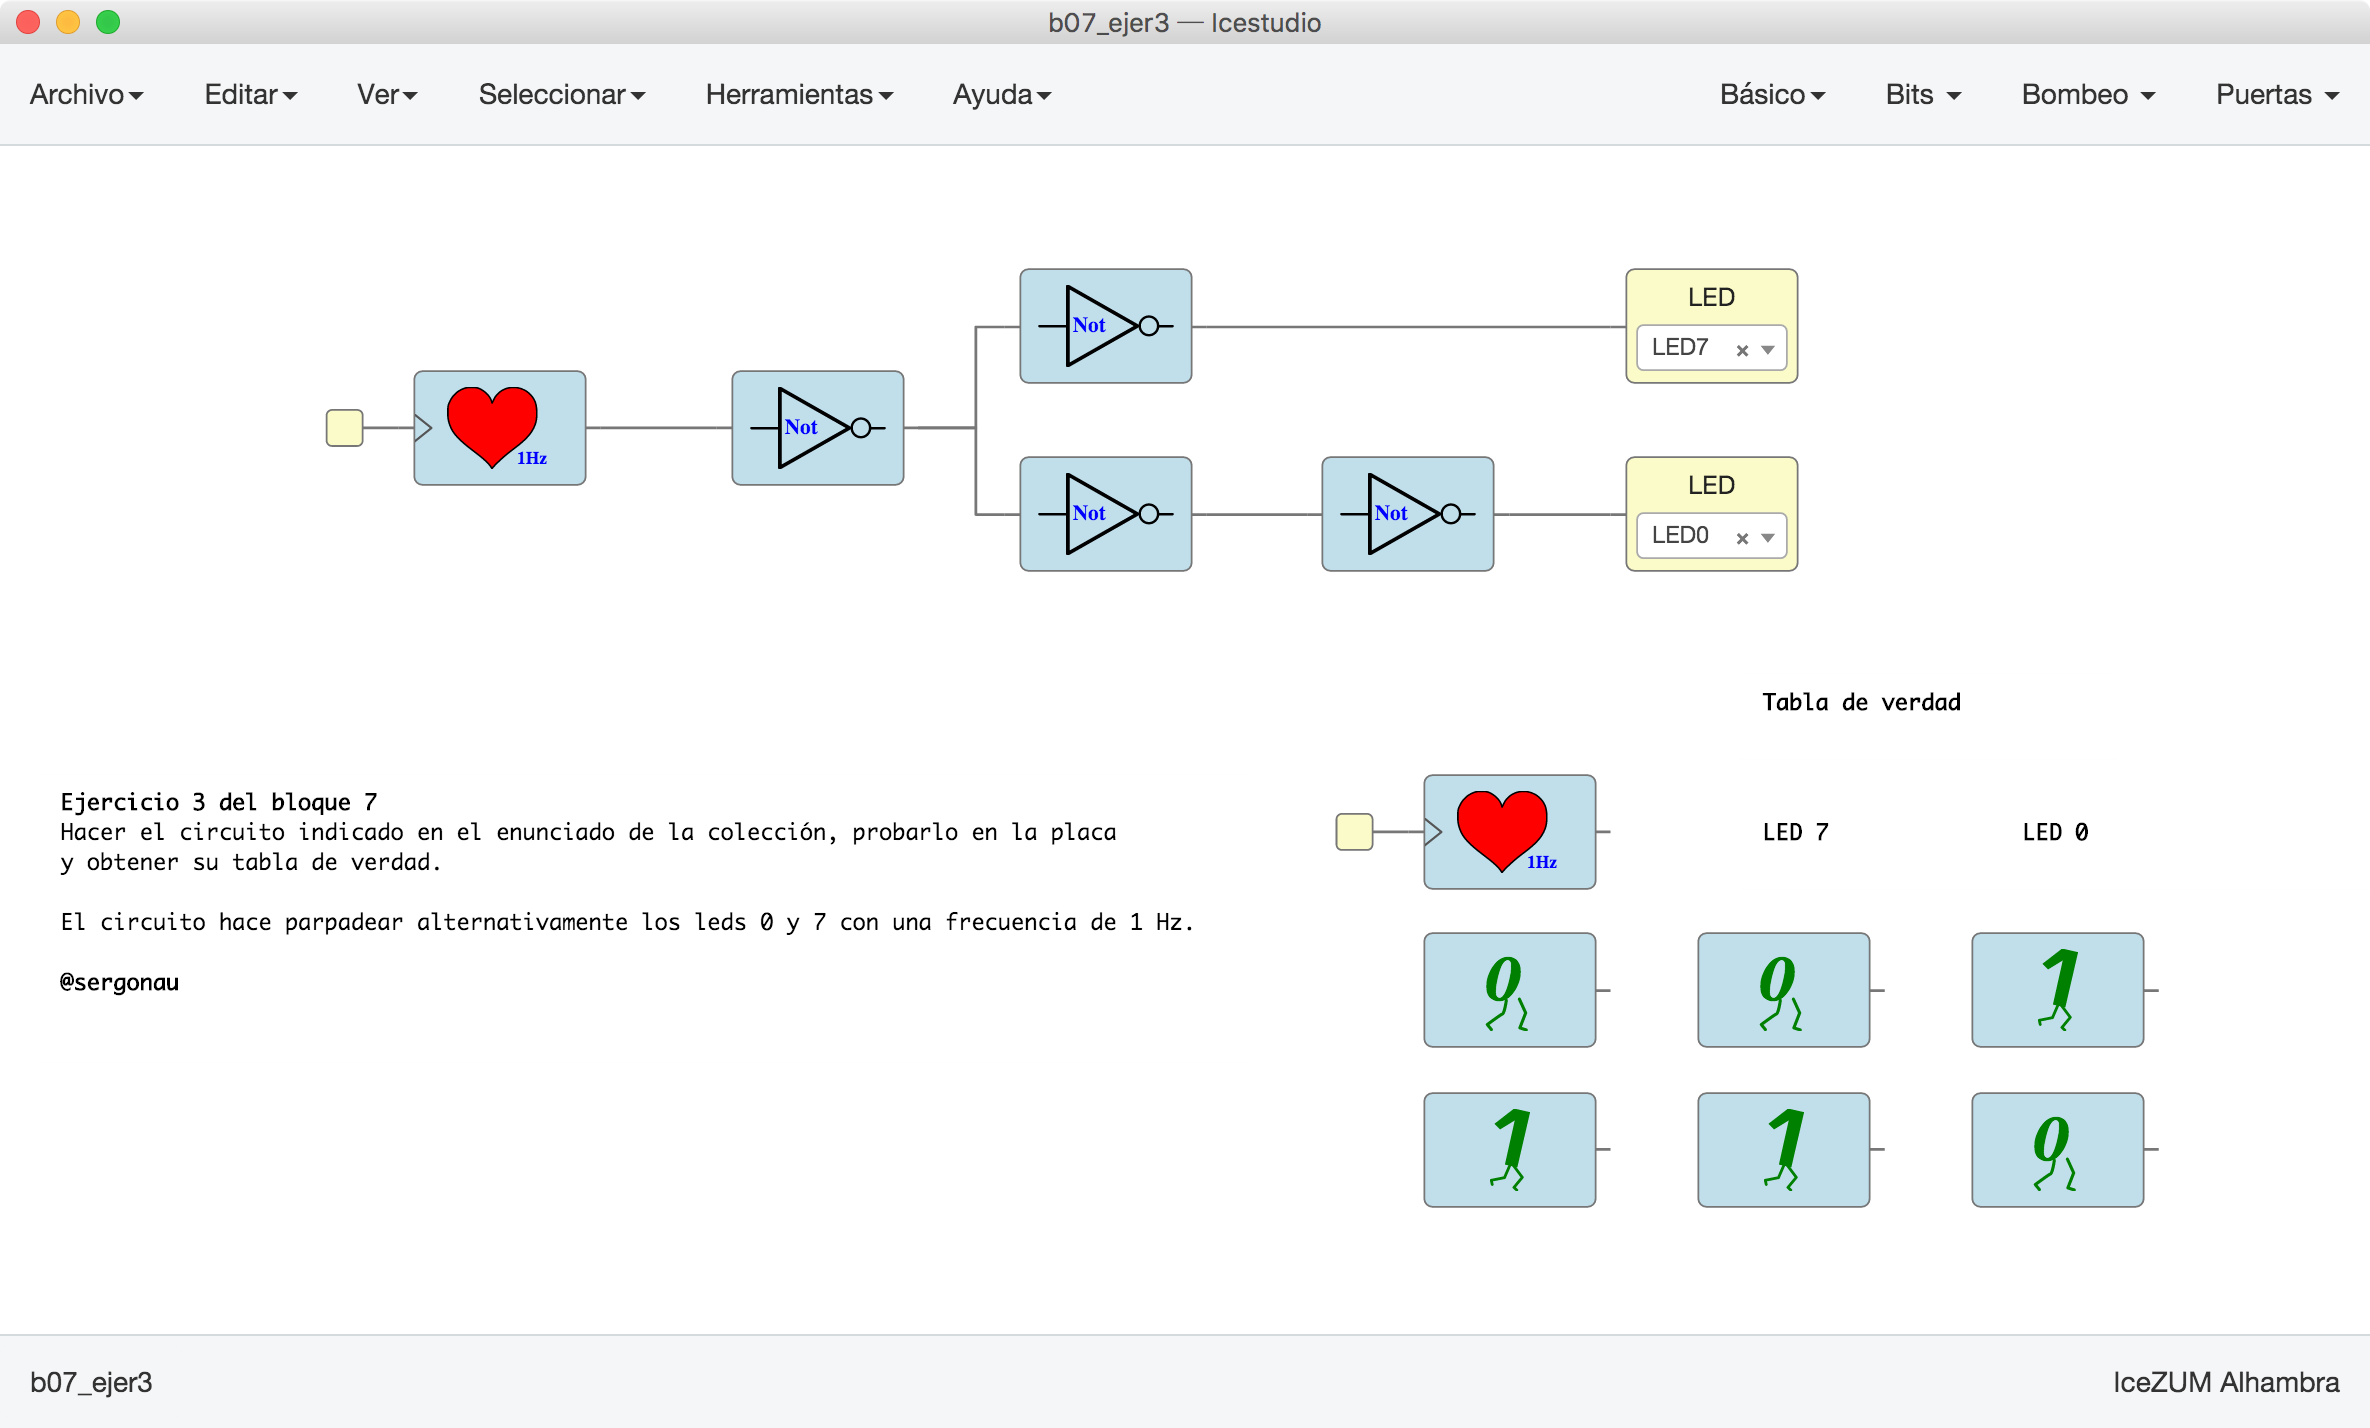 b07_ejer3 — Icestudio
Archivo Editar Ver Seleccionar Herramientas Ayuda Básico Bits Bombeo Puertas
Not
LED
LED7
1Hz
Not
Not
Not
LED
LED0
Tabla de verdad
Ejercicio 3 del bloque 7
Hacer el circuito indicado en el enunciado de la colección, probarlo en la placa
y obtener su tabla de verdad.
El circuito hace parpadear alternativamente los leds 0 y 7 con una frecuencia de 1 Hz.
@sergonau
1Hz
LED 7
LED 0
0 0 1
1 1 0
b07_ejer3
IceZUM Alhambra